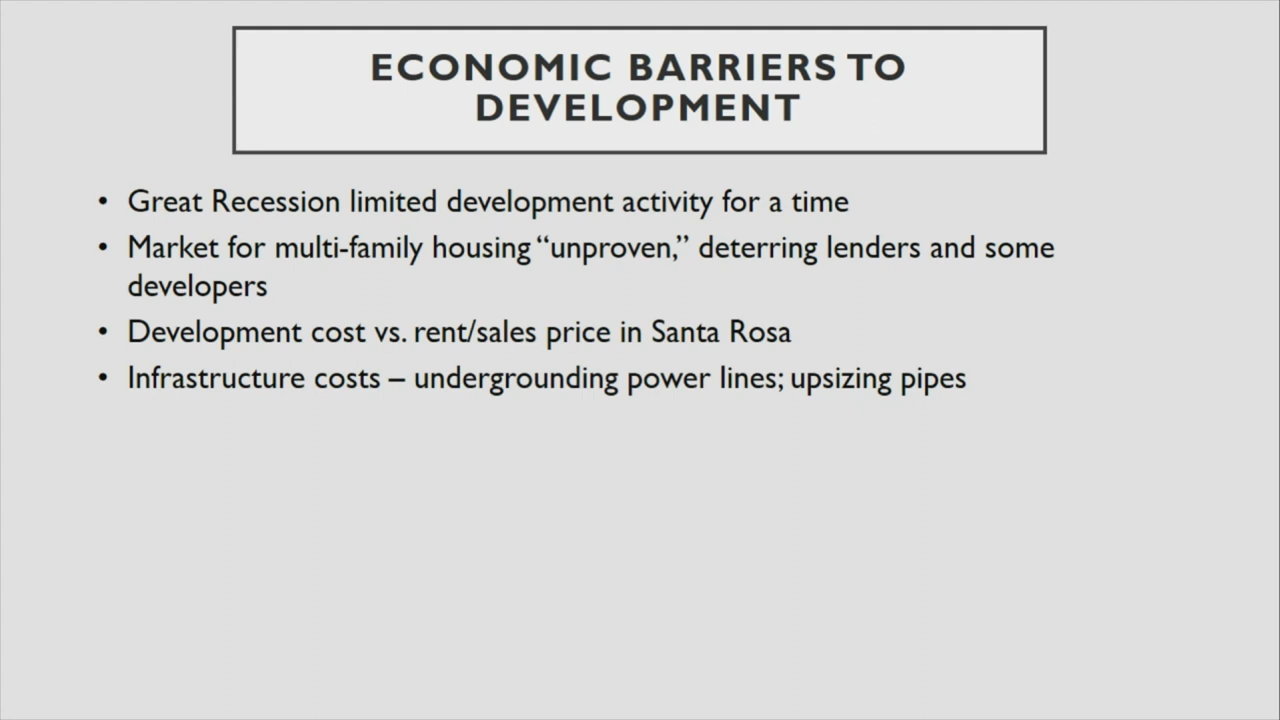 ECONOMIC BARRIERS TO
DEVELOPMENT
• Great Recession limited development activity for a time
• Market for multi-family housing “unproven,” deterring lenders and some
developers
• Development cost vs. rent/sales price in Santa Rosa
• Infrastructure costs – undergrounding power lines; upsizing pipes